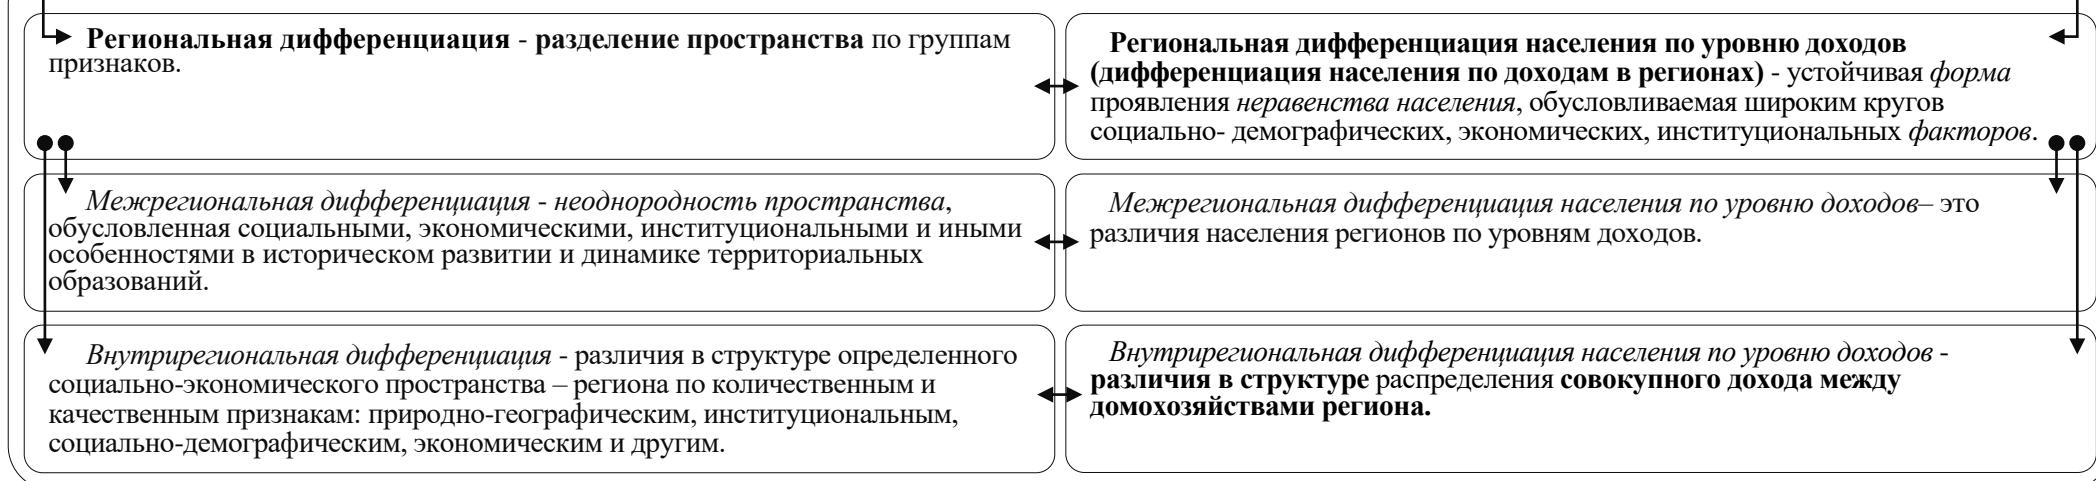 Региональная дифференциация - разделение пространства по группам
признаков.
Региональная дифференциация населения по уровню доходов
(дифференциация населения по доходам в регионах) - устойчивая форма
проявления неравенства населения, обусловливаемая широким кругов
социально- демографических, экономических, институциональных факторов.
Межрегиональная дифференциация - неоднородность пространства,
обусловленная социальными, экономическими, институциональными и иными
особенностями в историческом развитии и динамике территориальных
образований.
Межрегиональная дифференциация населения по уровню доходов– это
различия населения регионов по уровням доходов.
Внутрирегиональная дифференциация - различия в структуре определенного
социально-экономического пространства – региона по количественным и
качественным признакам: природно-географическим, институциональным,
социально-демографическим, экономическим и другим.
Внутрирегиональная дифференциация населения по уровню доходов -
различия в структуре распределения совокупного дохода между
домохозяйствами региона.